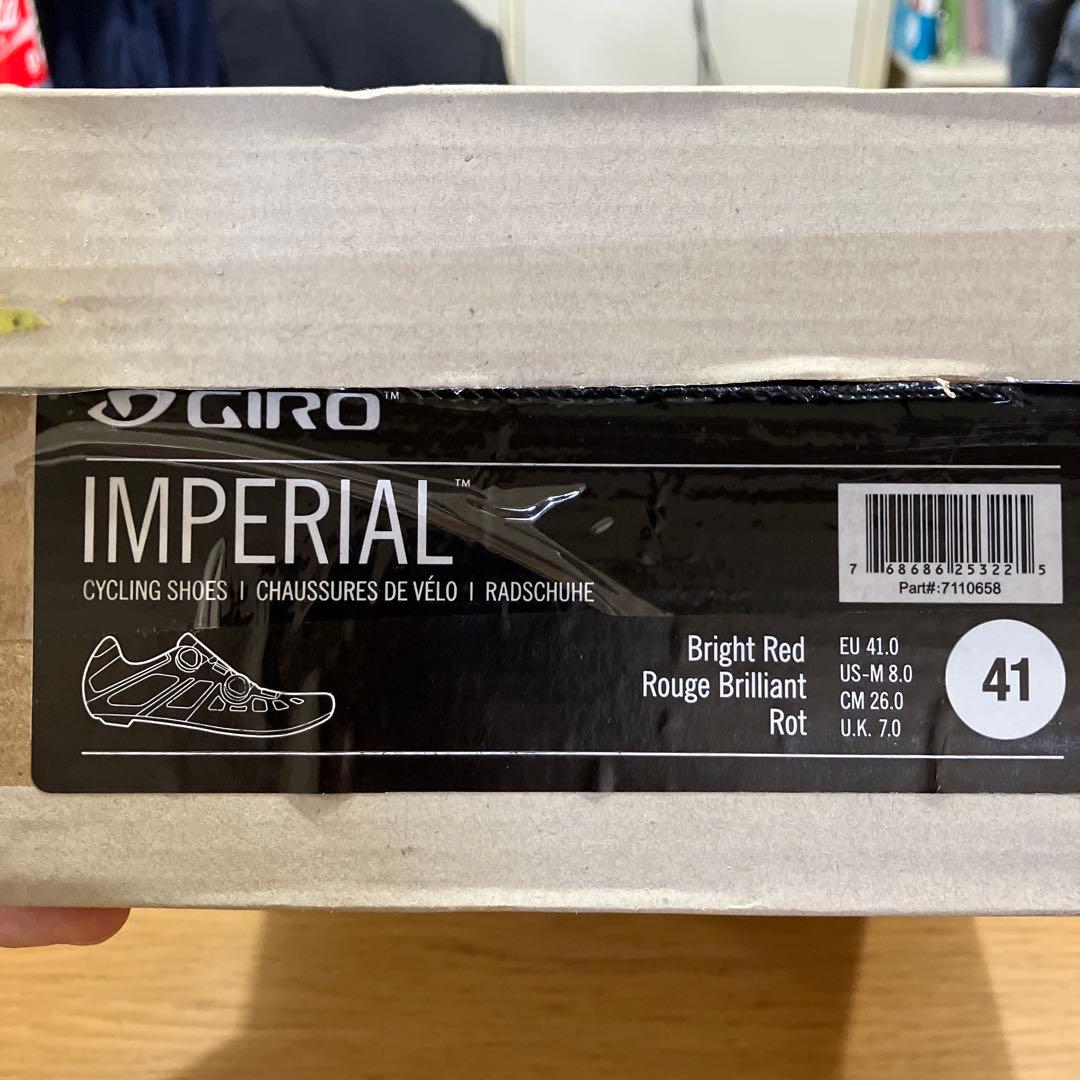 GIRO™
IMPERIAL™
CYCLING SHOES | CHAUSSURES DE VÉLO | RADSCHUHE
7 68686 25322 5
Part#:7110658
Bright Red
Rouge Brilliant
Rot
EU 41.0
US-M 8.0
CM 26.0
U.K. 7.0
41